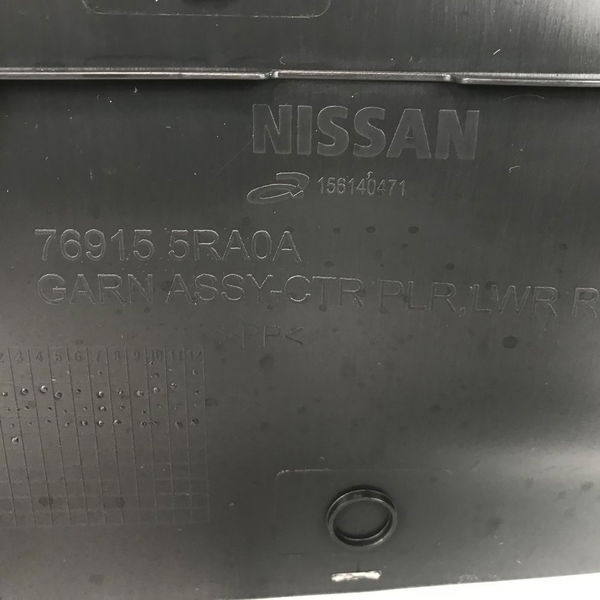 NISSAN
156140471
76915 5RA0A
GARN ASSY-CTR PLR,LWR R
>PP<
2 3 4 5 6 7 8 9 10 11 12